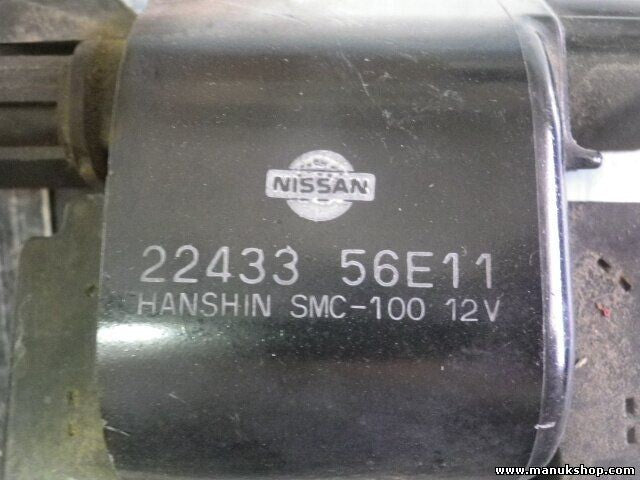 NISSAN
22433 56E11
HANSHIN SMC-100 12V
www.manukshop.com